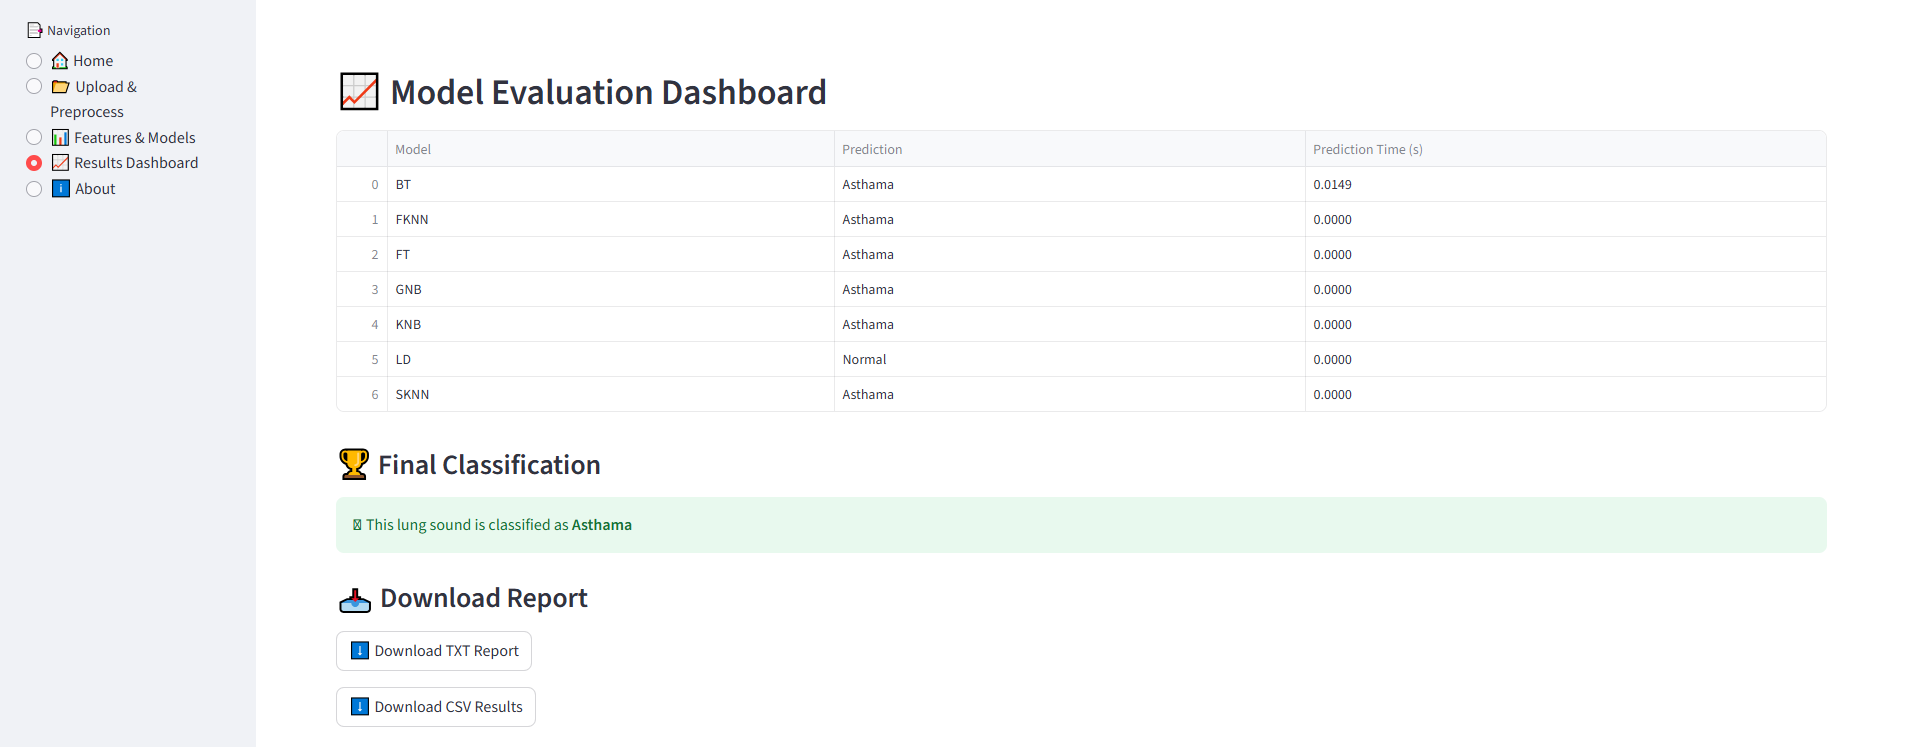 Navigation
Home
Upload &
Preprocess
Features & Models
Results Dashboard
About
Model Evaluation Dashboard
Model Prediction Prediction Time (s)
0 BT Asthama 0.0149
1 FKNN Asthama 0.0000
2 FT Asthama 0.0000
3 GNB Asthama 0.0000
4 KNB Asthama 0.0000
5 LD Normal 0.0000
6 SKNN Asthama 0.0000
Final Classification
This lung sound is classified as Asthama
Download Report
Download TXT Report
Download CSV Results